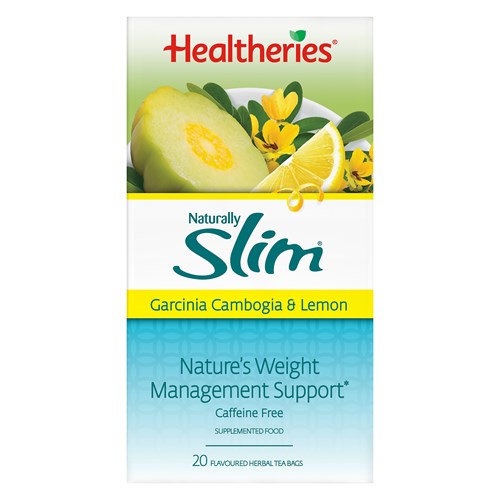 Healtheries®
Naturally
Slim®
Garcinia Cambogia & Lemon
Nature's Weight
Management Support*
Caffeine Free
SUPPLEMENTED FOOD
20 FLAVOURED HERBAL TEA BAGS